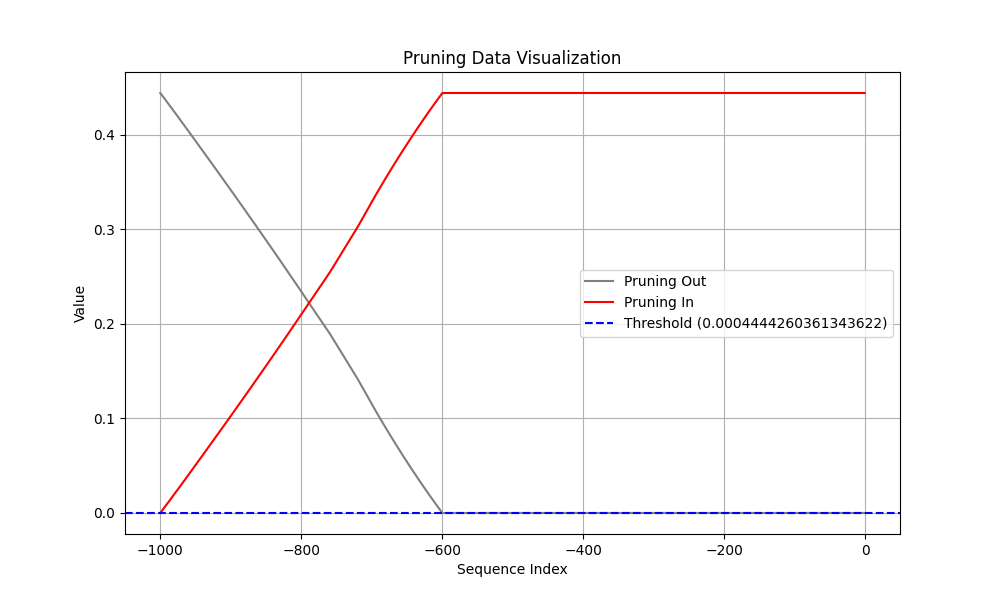 Pruning Data Visualization
Value
0.4
0.3
0.2
0.1
0.0
Pruning Out
Pruning In
Threshold (0.0004444260361343622)
−1000 −800 −600 −400 −200 0
Sequence Index